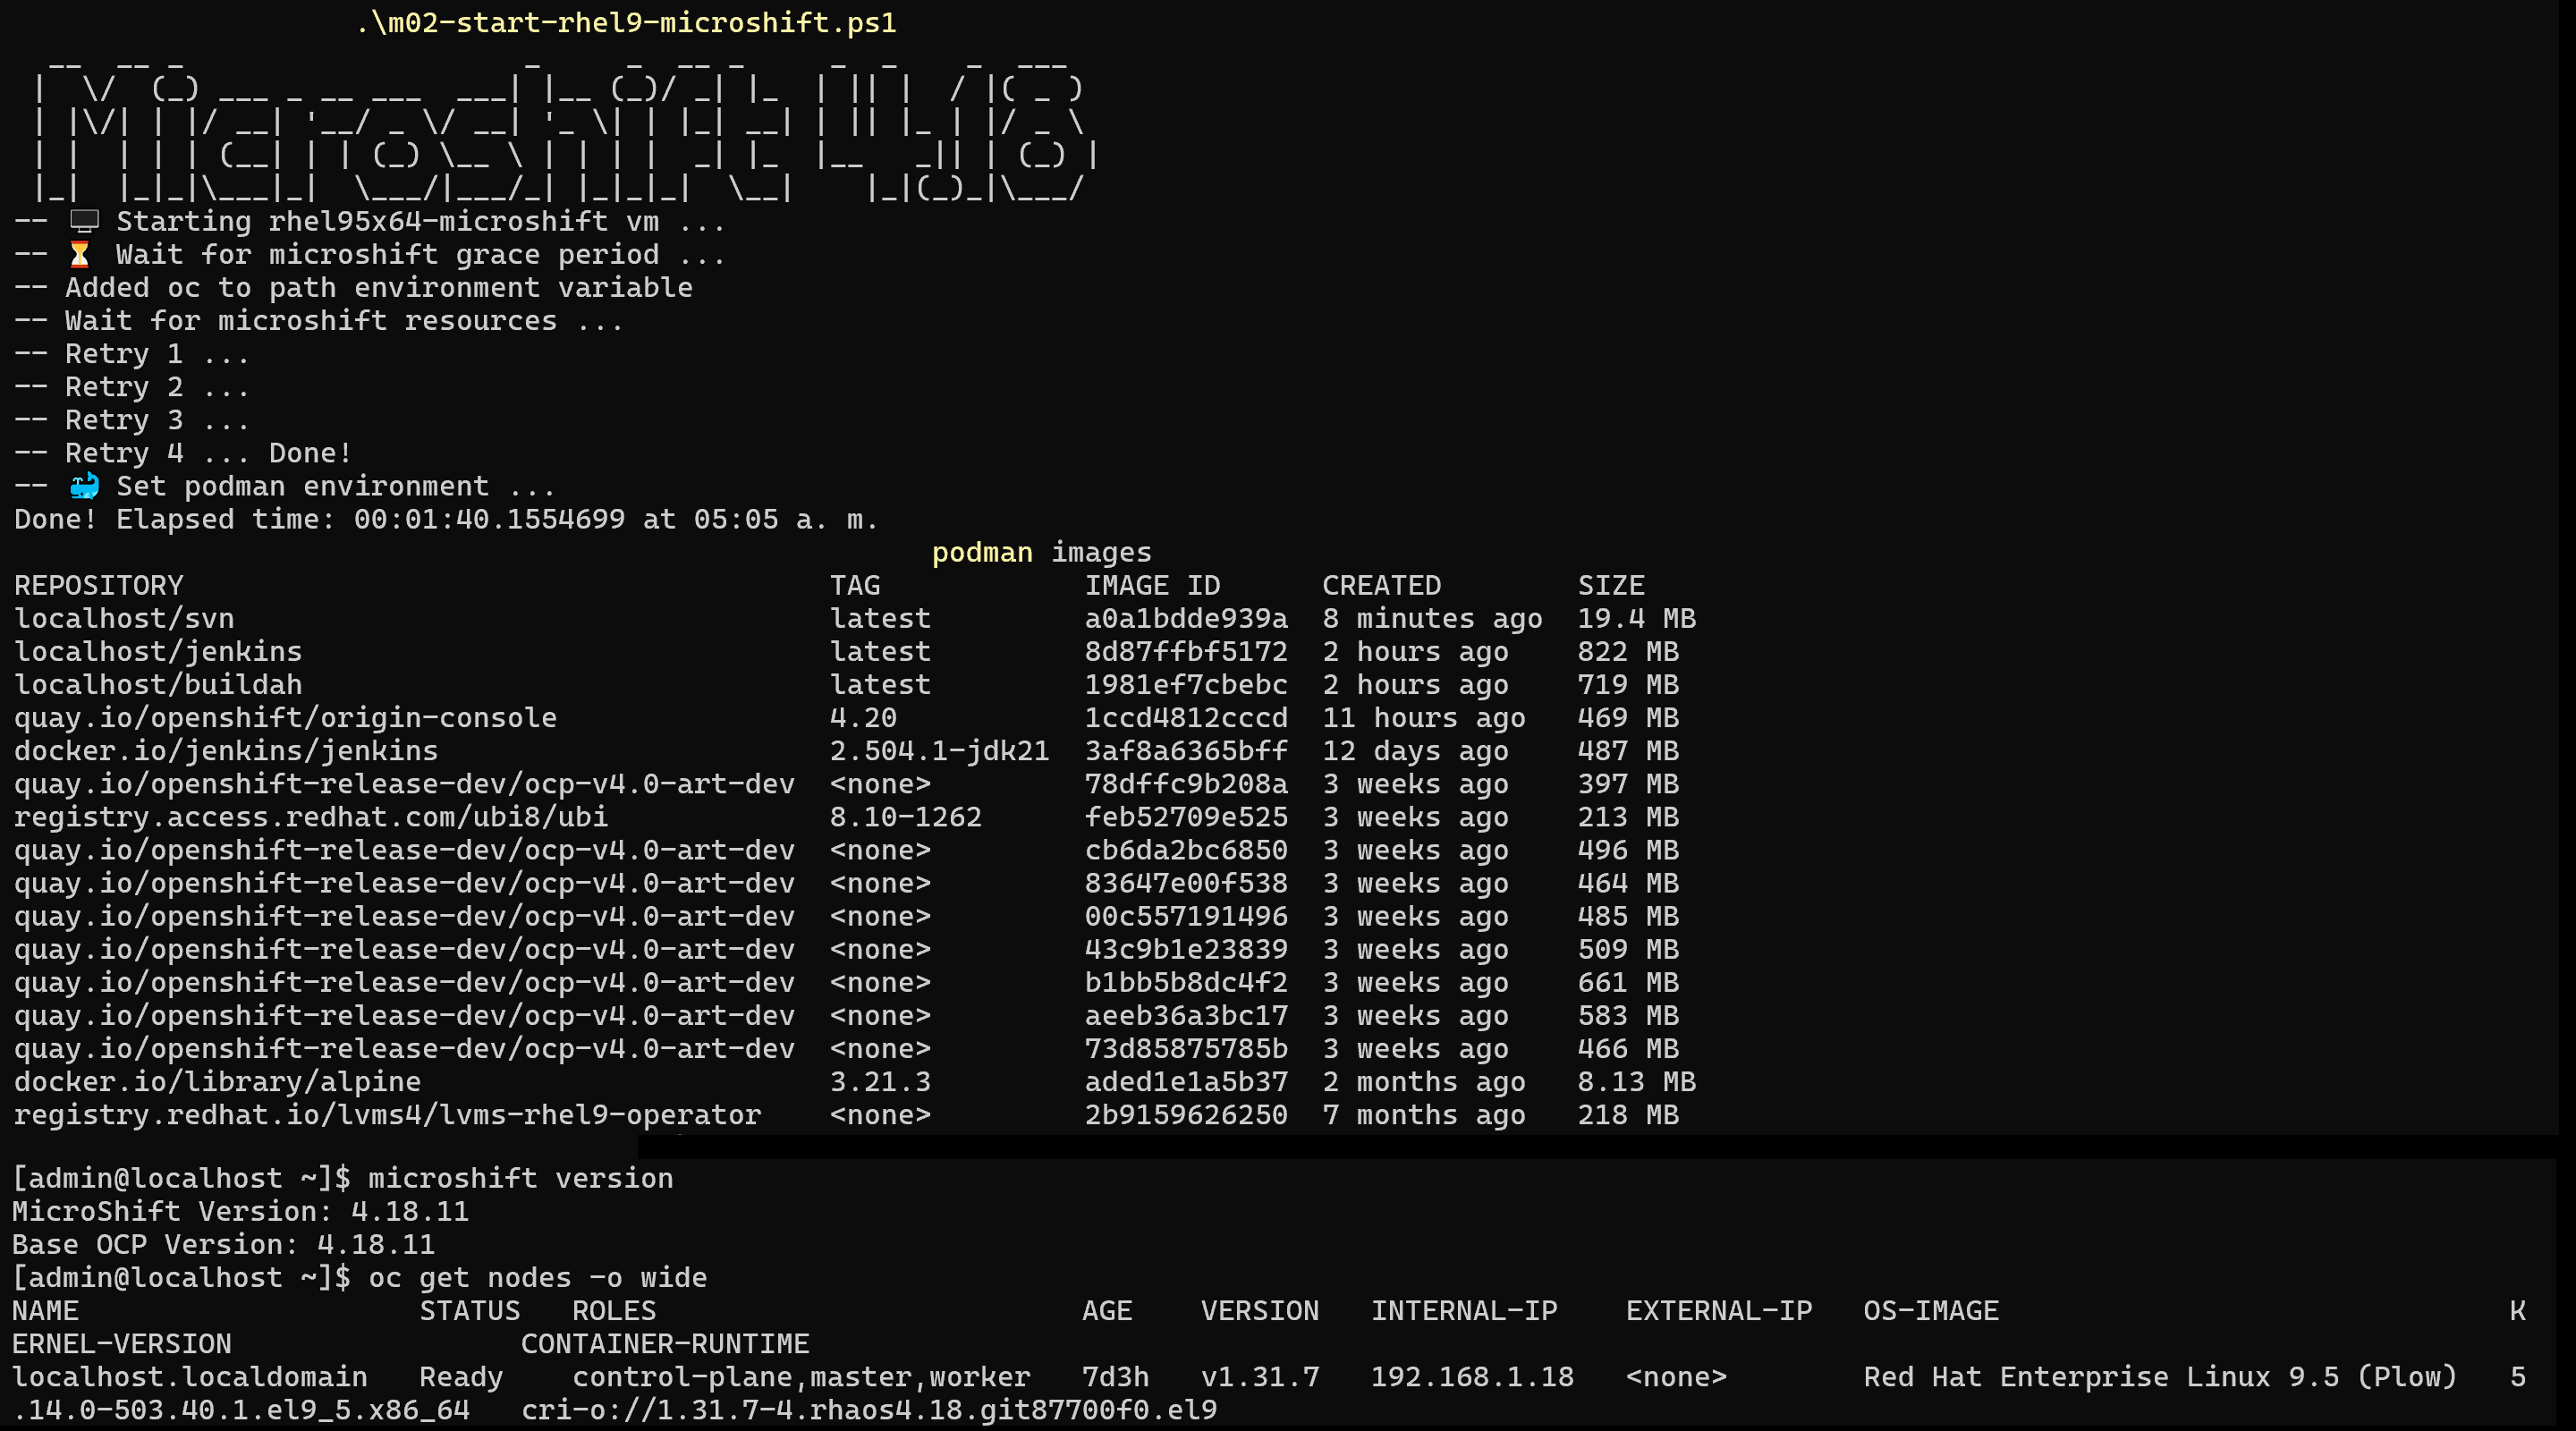 .\m02-start-rhel9-microshift.ps1
Microshift 4.18
-- 🖥️ Starting rhel95x64-microshift vm ...
-- ⏳ Wait for microshift grace period ...
-- Added oc to path environment variable
-- Wait for microshift resources ...
-- Retry 1 ...
-- Retry 2 ...
-- Retry 3 ...
-- Retry 4 ... Done!
-- 🐳 Set podman environment ...
Done! Elapsed time: 00:01:40.1554699 at 05:05 a. m.
podman images
REPOSITORY TAG IMAGE ID CREATED SIZE
localhost/svn latest a0a1bdde939a 8 minutes ago 19.4 MB
localhost/jenkins latest 8d87ffbf5172 2 hours ago 822 MB
localhost/buildah latest 1981ef7cbebc 2 hours ago 719 MB
quay.io/openshift/origin-console 4.20 1ccd4812cccd 11 hours ago 469 MB
docker.io/jenkins/jenkins 2.504.1-jdk21 3af8a6365bff 12 days ago 487 MB
quay.io/openshift-release-dev/ocp-v4.0-art-dev <none> 78dffc9b208a 3 weeks ago 397 MB
registry.access.redhat.com/ubi8/ubi 8.10-1262 feb52709e525 3 weeks ago 213 MB
quay.io/openshift-release-dev/ocp-v4.0-art-dev <none> cb6da2bc6850 3 weeks ago 496 MB
quay.io/openshift-release-dev/ocp-v4.0-art-dev <none> 83647e00f538 3 weeks ago 464 MB
quay.io/openshift-release-dev/ocp-v4.0-art-dev <none> 00c557191496 3 weeks ago 485 MB
quay.io/openshift-release-dev/ocp-v4.0-art-dev <none> 43c9b1e23839 3 weeks ago 509 MB
quay.io/openshift-release-dev/ocp-v4.0-art-dev <none> b1bb5b8dc4f2 3 weeks ago 661 MB
quay.io/openshift-release-dev/ocp-v4.0-art-dev <none> aeeb36a3bc17 3 weeks ago 583 MB
quay.io/openshift-release-dev/ocp-v4.0-art-dev <none> 73d85875785b 3 weeks ago 466 MB
docker.io/library/alpine 3.21.3 aded1e1a5b37 2 months ago 8.13 MB
registry.redhat.io/lvms4/lvms-rhel9-operator <none> 2b9159626250 7 months ago 218 MB
[admin@localhost ~]$ microshift version
MicroShift Version: 4.18.11
Base OCP Version: 4.18.11
[admin@localhost ~]$ oc get nodes -o wide
NAME STATUS ROLES AGE VERSION INTERNAL-IP EXTERNAL-IP OS-IMAGE K
ERNEL-VERSION CONTAINER-RUNTIME
localhost.localdomain Ready control-plane,master,worker 7d3h v1.31.7 192.168.1.18 <none> Red Hat Enterprise Linux 9.5 (Plow) 5
.14.0-503.40.1.el9_5.x86_64 cri-o://1.31.7-4.rhaos4.18.git87700f0.el9